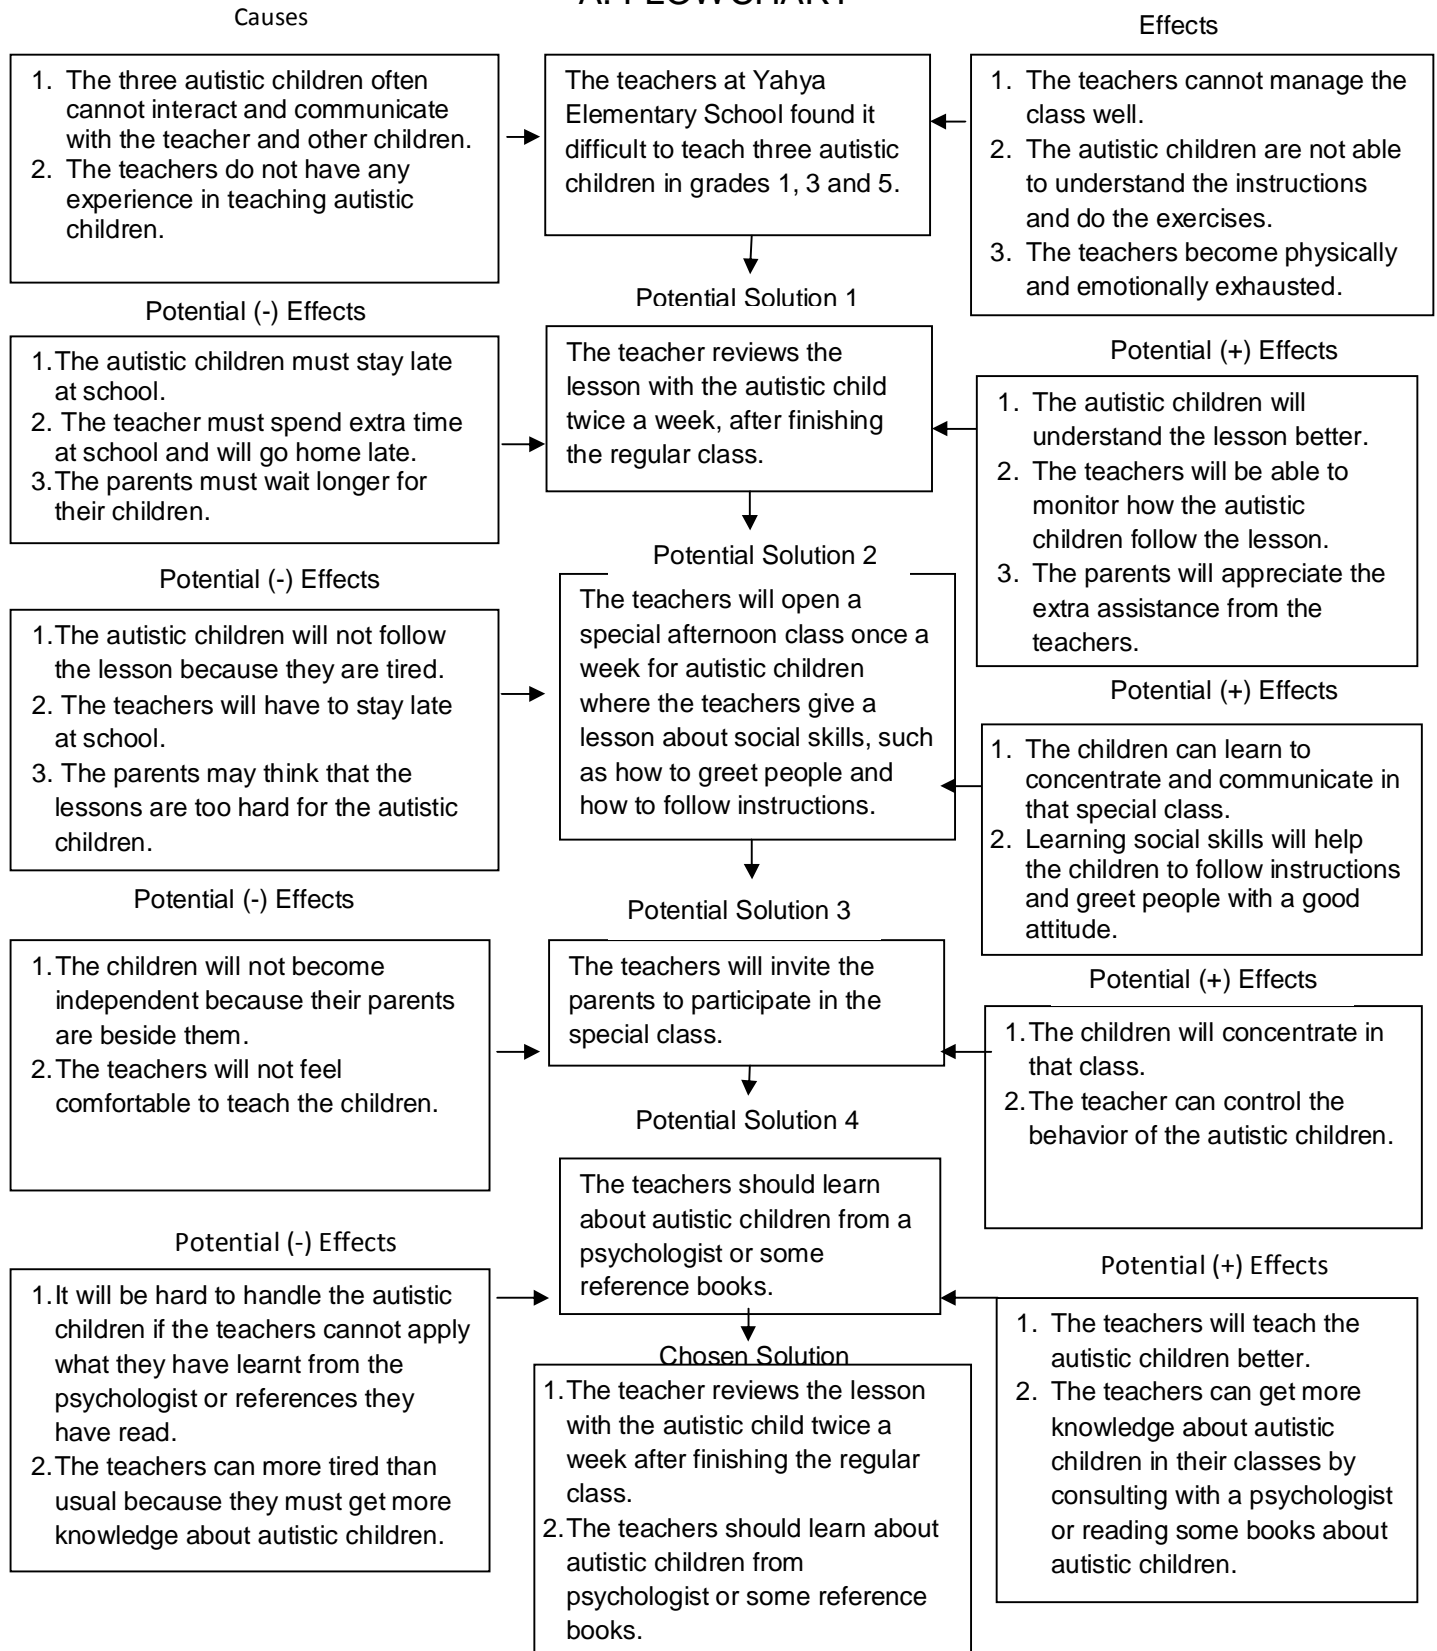 Causes
Effects
1. The three autistic children often
cannot interact and communicate
with the teacher and other children.
2. The teachers do not have any
experience in teaching autistic
children.
The teachers at Yahya
Elementary School found it
difficult to teach three autistic
children in grades 1, 3 and 5.
1. The teachers cannot manage the
class well.
2. The autistic children are not able
to understand the instructions
and do the exercises.
3. The teachers become physically
and emotionally exhausted.
Potential (-) Effects
Potential Solution 1
Potential (+) Effects
1.The autistic children must stay late
at school.
2. The teacher must spend extra time
at school and will go home late.
3.The parents must wait longer for
their children.
The teacher reviews the
lesson with the autistic child
twice a week, after finishing
the regular class.
1. The autistic children will
understand the lesson better.
2. The teachers will be able to
monitor how the autistic
children follow the lesson.
3. The parents will appreciate the
extra assistance from the
teachers.
Potential (-) Effects
Potential Solution 2
Potential (+) Effects
1.The autistic children will not follow
the lesson because they are tired.
2. The teachers will have to stay late
at school.
3. The parents may think that the
lessons are too hard for the autistic
children.
The teachers will open a
special afternoon class once a
week for autistic children
where the teachers give a
lesson about social skills, such
as how to greet people and
how to follow instructions.
1. The children can learn to
concentrate and communicate in
that special class.
2. Learning social skills will help
the children to follow instructions
and greet people with a good
attitude.
Potential (-) Effects
Potential Solution 3
Potential (+) Effects
1.The children will not become
independent because their parents
are beside them.
2.The teachers will not feel
comfortable to teach the children.
The teachers will invite the
parents to participate in the
special class.
1.The children will concentrate in
that class.
2.The teacher can control the
behavior of the autistic children.
Potential (-) Effects
Potential Solution 4
Potential (+) Effects
1.It will be hard to handle the autistic
children if the teachers cannot apply
what they have learnt from the
psychologist or references they
have read.
2.The teachers can more tired than
usual because they must get more
knowledge about autistic children.
The teachers should learn
about autistic children from a
psychologist or some
reference books.
1. The teachers will teach the
autistic children better.
2. The teachers can get more
knowledge about autistic
children in their classes by
consulting with a psychologist
or reading some books about
autistic children.
Chosen Solution
1.The teacher reviews the lesson
with the autistic child twice a
week after finishing the regular
class.
2.The teachers should learn about
autistic children from
psychologist or some reference
books.